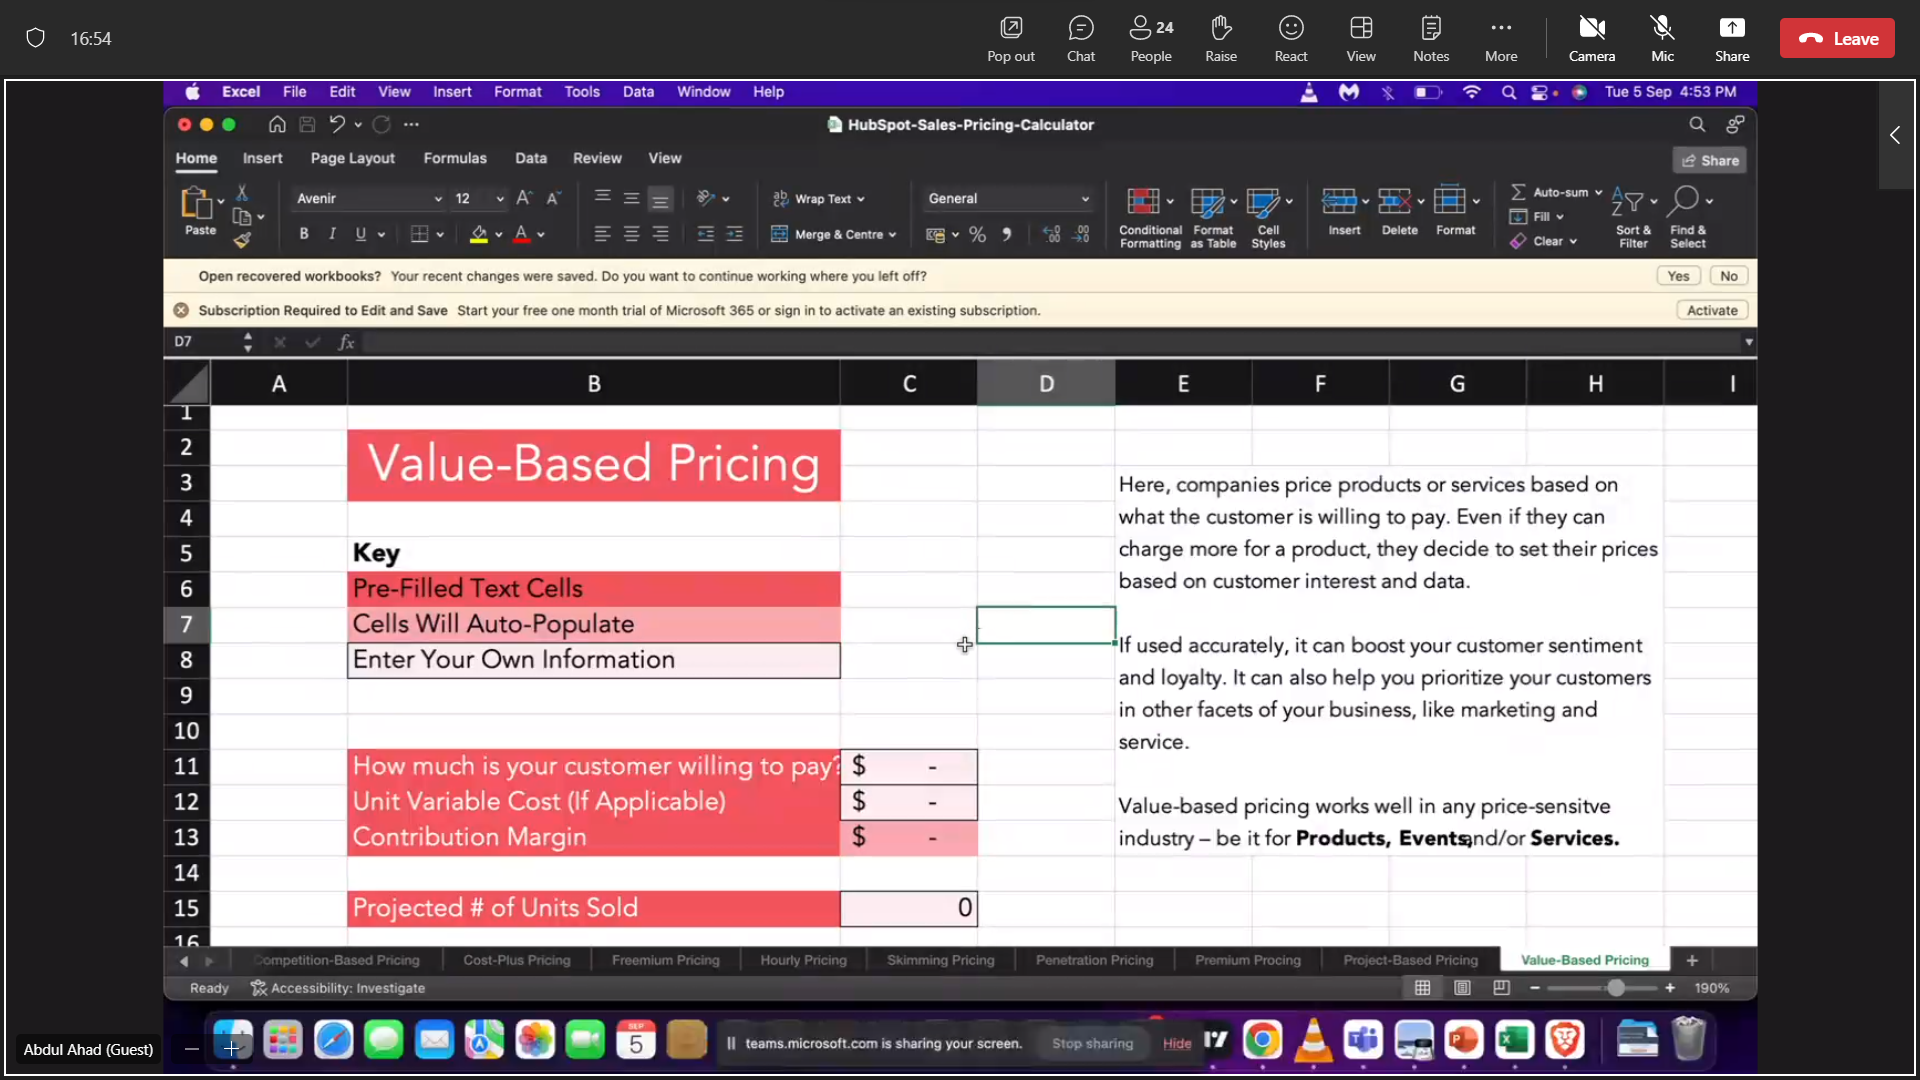 16:54
Pop out
Chat
24
People
Raise
React
View
Notes
More
Camera
Mic
Share
Leave
Excel File Edit View Insert Format Tools Data Window Help
Tue 5 Sep 4:53 PM
HubSpot-Sales-Pricing-Calculator
Home Insert Page Layout Formulas Data Review View
Share
Paste
Avenir
12
B I U
Wrap Text
Merge & Centre
General
Conditional Formatting
Format as Table
Cell Styles
Insert
Delete
Format
Auto-sum
Fill
Clear
Sort & Filter
Find & Select
Open recovered workbooks? Your recent changes were saved. Do you want to continue working where you left off?
Yes
No
Subscription Required to Edit and Save Start your free one month trial of Microsoft 365 or sign in to activate an existing subscription.
Activate
D7
fx
A B C D E F G H I
1
2
3
4
5
6
7
8
9
10
11
12
13
14
15
16
Value-Based Pricing
Key
Pre-Filled Text Cells
Cells Will Auto-Populate
Enter Your Own Information
How much is your customer willing to pay? $ -
Unit Variable Cost (If Applicable) $ -
Contribution Margin $ -
Projected # of Units Sold 0
Here, companies price products or services based on
what the customer is willing to pay. Even if they can
charge more for a product, they decide to set their prices
based on customer interest and data.
If used accurately, it can boost your customer sentiment
and loyalty. It can also help you prioritize your customers
in other facets of your business, like marketing and
service.
Value-based pricing works well in any price-sensitve
industry – be it for Products, Events, and/or Services.
Competition-Based Pricing
Cost-Plus Pricing
Freemium Pricing
Hourly Pricing
Skimming Pricing
Penetration Pricing
Premium Procing
Project-Based Pricing
Value-Based Pricing
Ready
Accessibility: Investigate
190%
Abdul Ahad (Guest)
SEP
5
teams.microsoft.com is sharing your screen.
Stop sharing
Hide